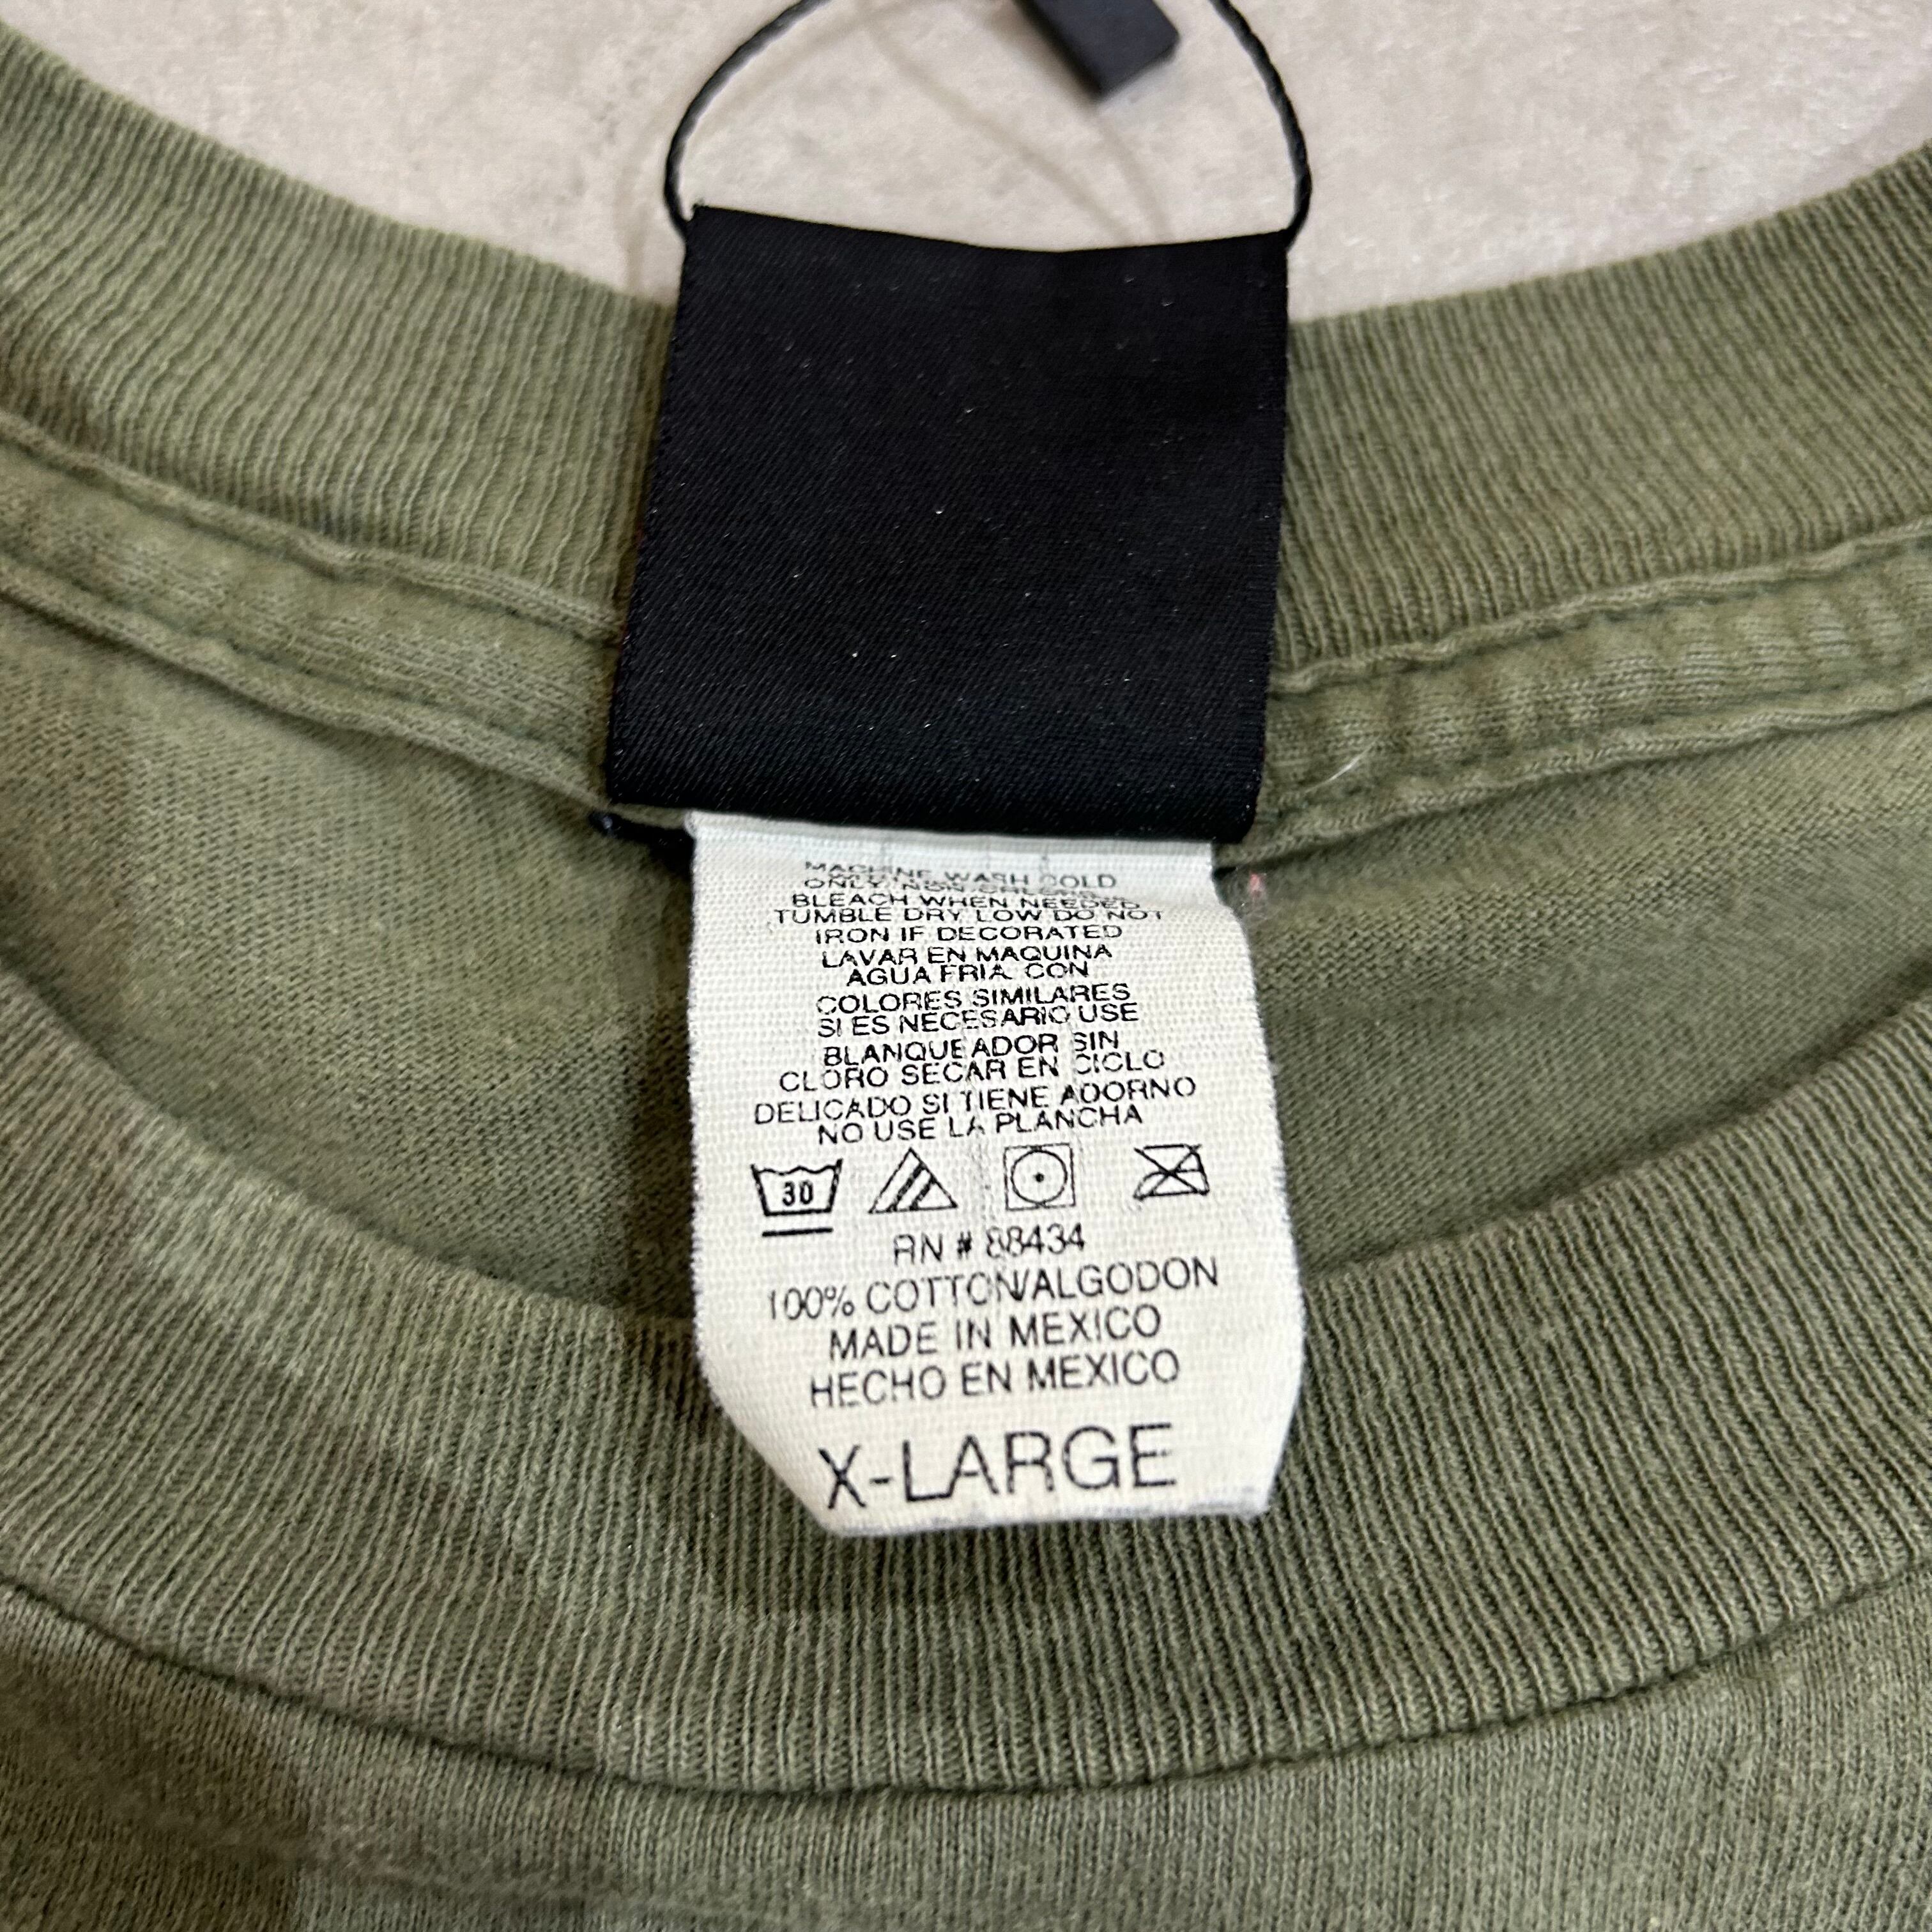 MACHINE WASH COLD
ONLY NON-CHLORINE
BLEACH WHEN NEEDED
TUMBLE DRY LOW DO NOT
IRON IF DECORATED
LAVAR EN MAQUINA
AGUA FRIA CON
COLORES SIMILARES
SI ES NECESARIO USE
BLANQUEADOR SIN
CLORO SECAR EN CICLO
DELICADO SI TIENE ADORNO
NO USE LA PLANCHA
30
RN # 88434
100% COTTON/ALGODON
MADE IN MEXICO
HECHO EN MEXICO
X-LARGE